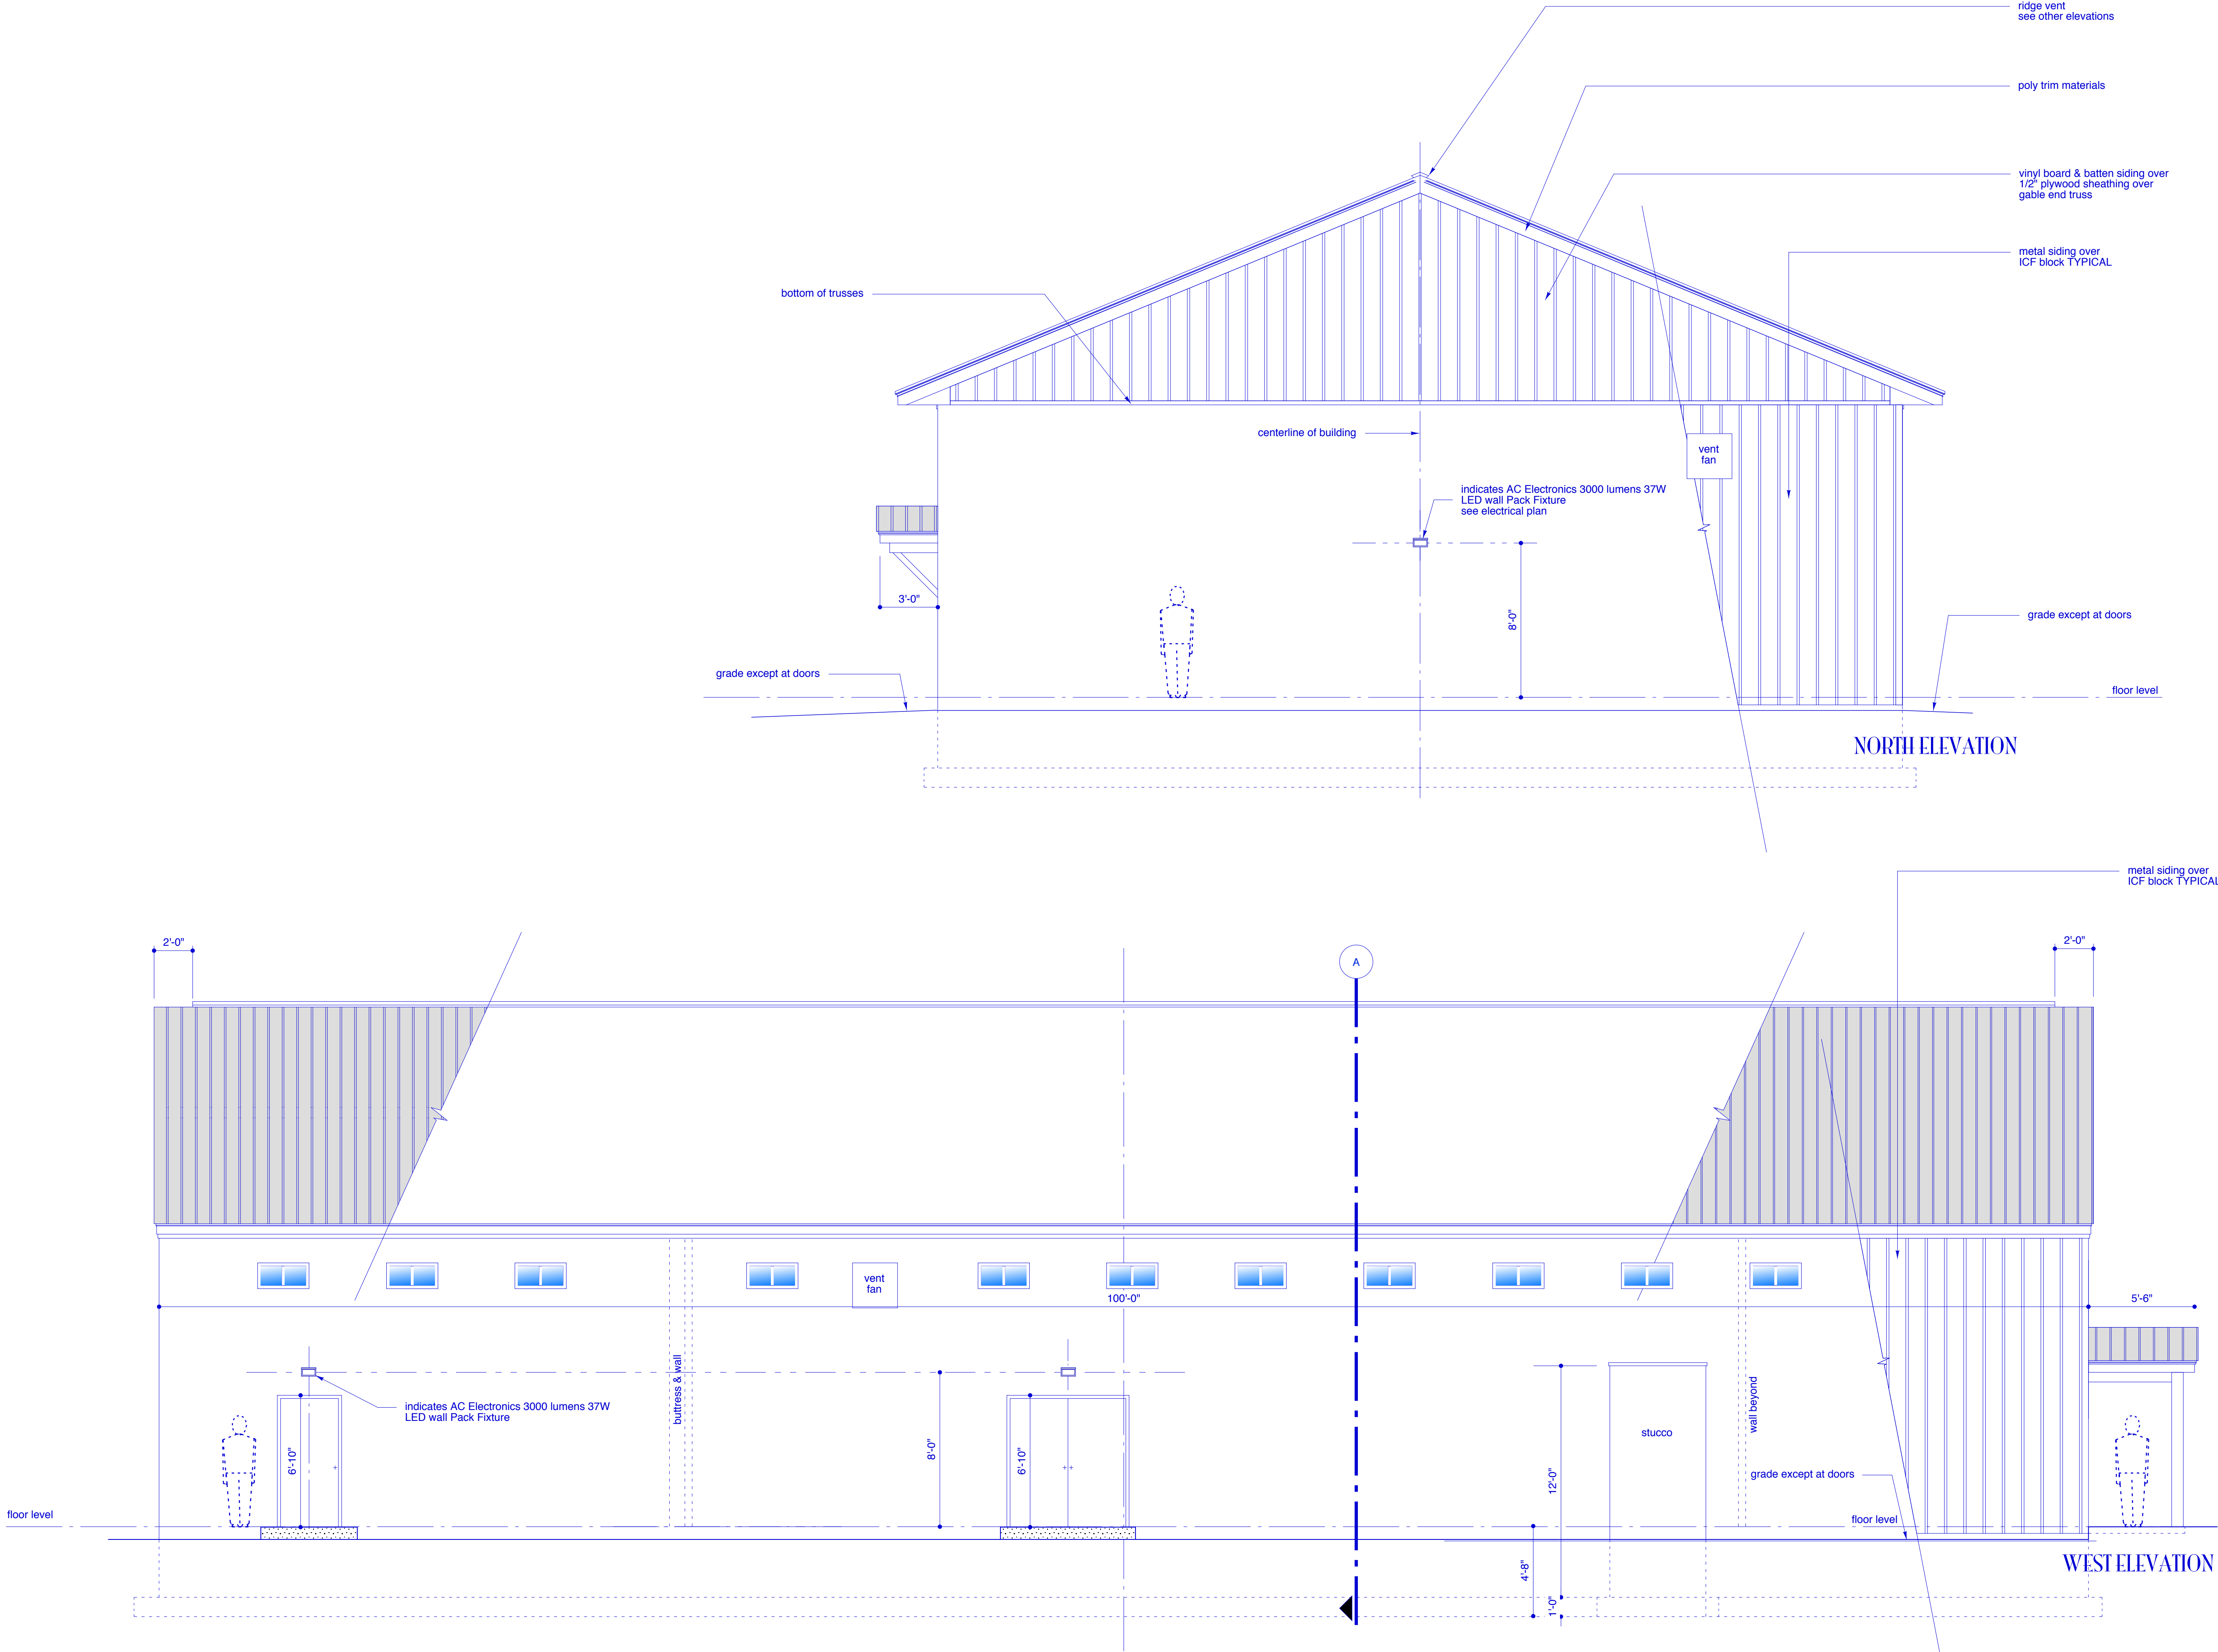 ridge vent
see other elevations
poly trim materials
vinyl board & batten siding over
1/2" plywood sheathing over
gable end truss
metal siding over
ICF block TYPICAL
bottom of trusses
centerline of building
vent
fan
indicates AC Electronics 3000 lumens 37W
LED wall Pack Fixture
see electrical plan
3'-0"
8'-0"
grade except at doors
grade except at doors
floor level
NORTH ELEVATION
metal siding over
ICF block TYPICAL
2'-0"
A
2'-0"
vent
fan
100'-0"
5'-6"
buttress & wall
indicates AC Electronics 3000 lumens 37W
LED wall Pack Fixture
6'-10"
8'-0"
6'-10"
stucco
wall beyond
12'-0"
grade except at doors
floor level
floor level
4'-8"
1'-0"
WEST ELEVATION